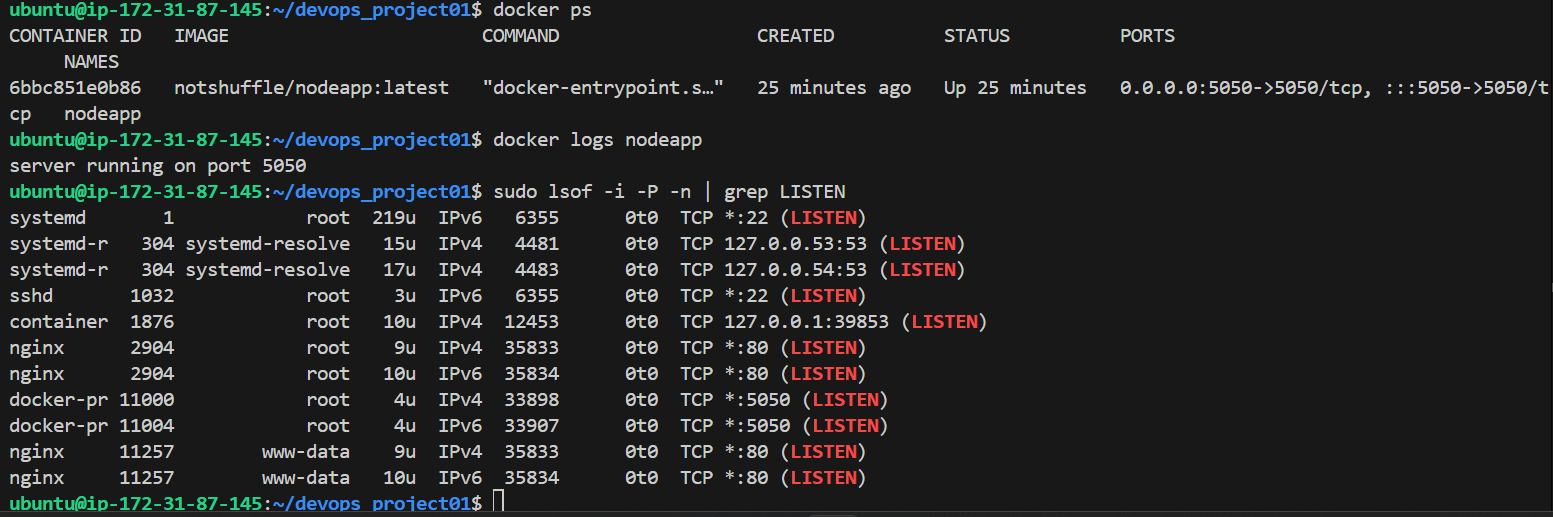 ubuntu@ip-172-31-87-145:~/devops_project01$ docker ps
CONTAINER ID   IMAGE                       COMMAND                  CREATED          STATUS          PORTS
     NAMES
6bbc851e0b86   notshuffle/nodeapp:latest   "docker-entrypoint.s…"   25 minutes ago   Up 25 minutes   0.0.0.0:5050->5050/tcp, :::5050->5050/t
cp   nodeapp
ubuntu@ip-172-31-87-145:~/devops_project01$ docker logs nodeapp
server running on port 5050
ubuntu@ip-172-31-87-145:~/devops_project01$ sudo lsof -i -P -n | grep LISTEN
systemd       1            root  219u  IPv6   6355      0t0  TCP *:22 (LISTEN)
systemd-r   304 systemd-resolve   15u  IPv4   4481      0t0  TCP 127.0.0.53:53 (LISTEN)
systemd-r   304 systemd-resolve   17u  IPv4   4483      0t0  TCP 127.0.0.54:53 (LISTEN)
sshd       1032            root    3u  IPv6   6355      0t0  TCP *:22 (LISTEN)
container  1876            root   10u  IPv4  12453      0t0  TCP 127.0.0.1:39853 (LISTEN)
nginx      2904            root    9u  IPv4  35833      0t0  TCP *:80 (LISTEN)
nginx      2904            root   10u  IPv6  35834      0t0  TCP *:80 (LISTEN)
docker-pr 11000            root    4u  IPv4  33898      0t0  TCP *:5050 (LISTEN)
docker-pr 11004            root    4u  IPv6  33907      0t0  TCP *:5050 (LISTEN)
nginx     11257        www-data    9u  IPv4  35833      0t0  TCP *:80 (LISTEN)
nginx     11257        www-data   10u  IPv6  35834      0t0  TCP *:80 (LISTEN)
ubuntu@ip-172-31-87-145:~/devops_project01$